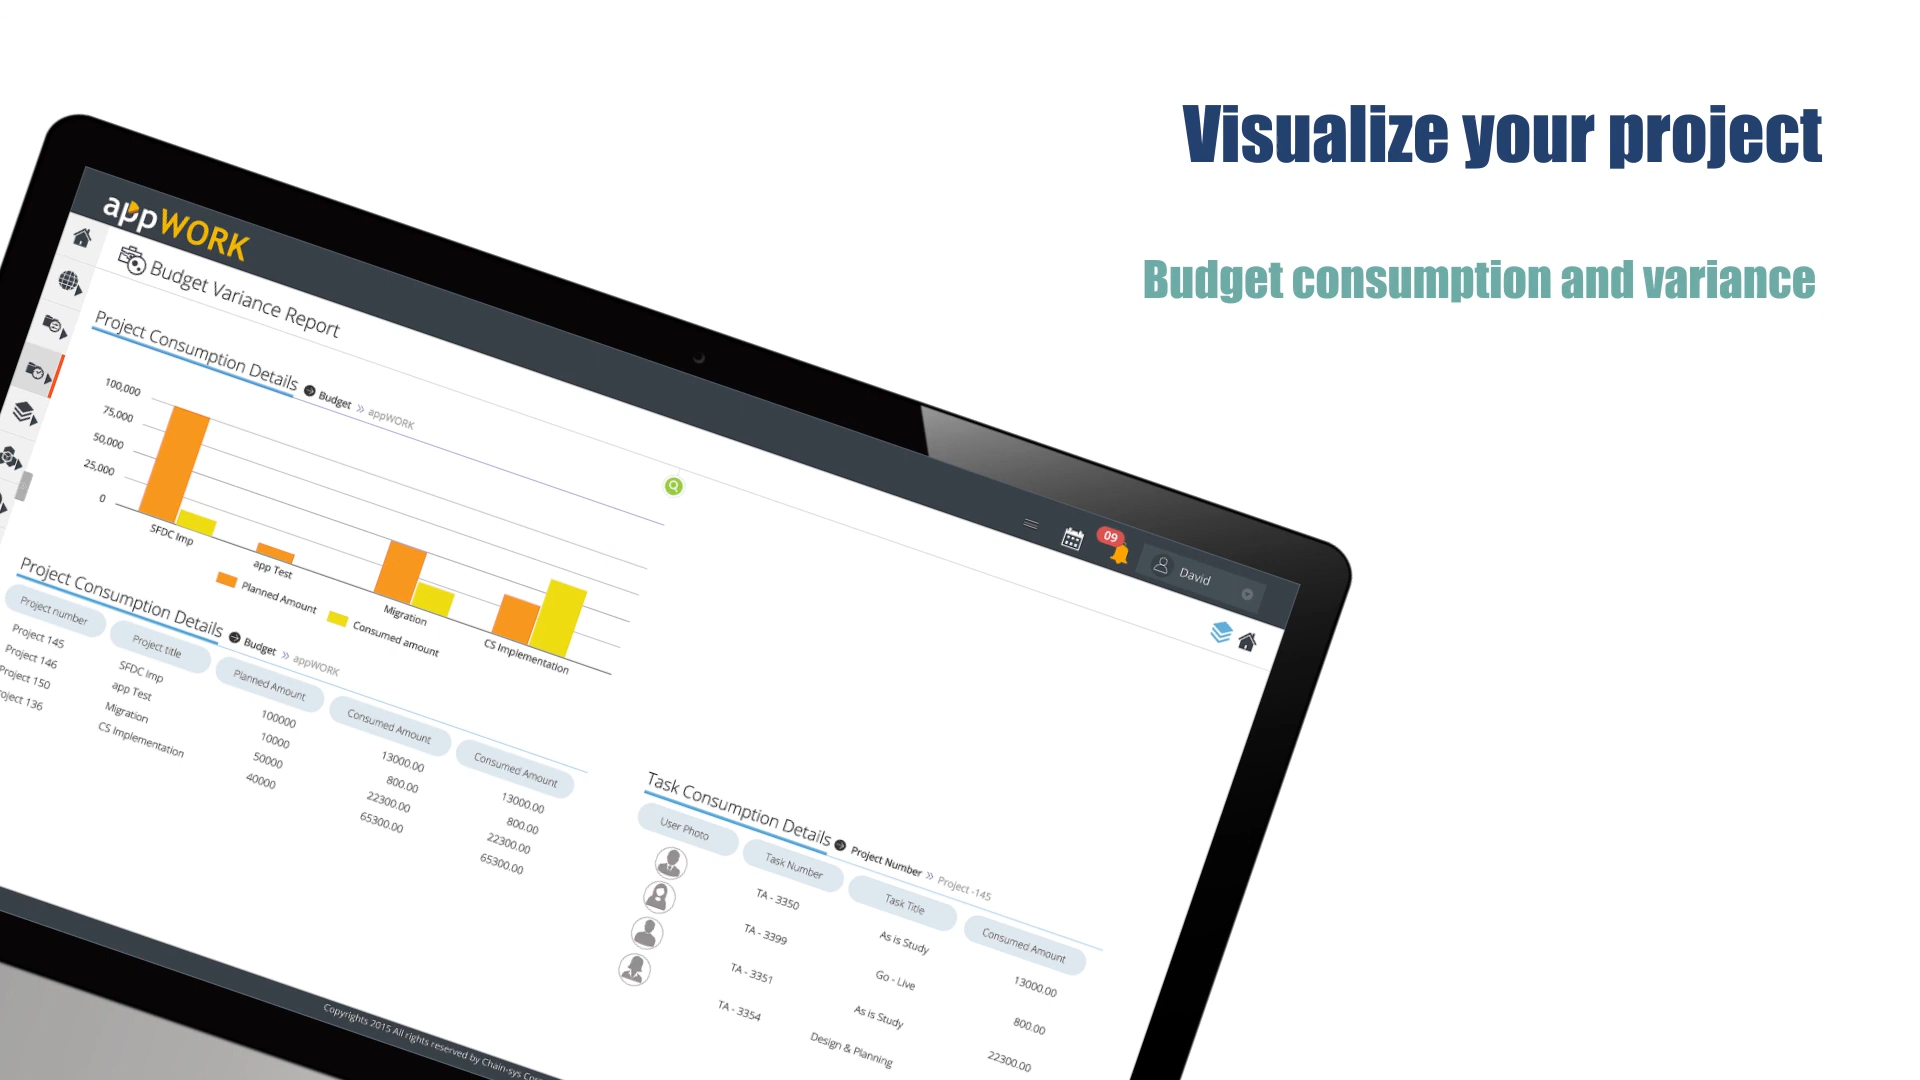 Visualize your project
Budget consumption and variance
appWORK
09
David
Budget Variance Report
Project Consumption Details Budget » appWORK
100,000
75,000
50,000
25,000
0
SFDC Imp
app Test
Migration
CS Implementation
Planned Amount
Consumed amount
Project Consumption Details Budget » appWORK
Project number Project title Planned Amount Consumed Amount Consumed Amount
Project 145 SFDC Imp 100000 13000.00 13000.00
Project 146 app Test 10000 800.00 800.00
Project 150 Migration 50000 22300.00 22300.00
oject 136 CS Implementation 40000 65300.00 65300.00
Task Consumption Details Project Number » Project -145
User Photo Task Number Task Title Consumed Amount
TA - 3350 As is Study 13000.00
TA - 3399 Go - Live 800.00
TA - 3351 As is Study 22300.00
TA - 3354 Design & Planning
Copyrights 2015 All rights reserved by Chain-sys